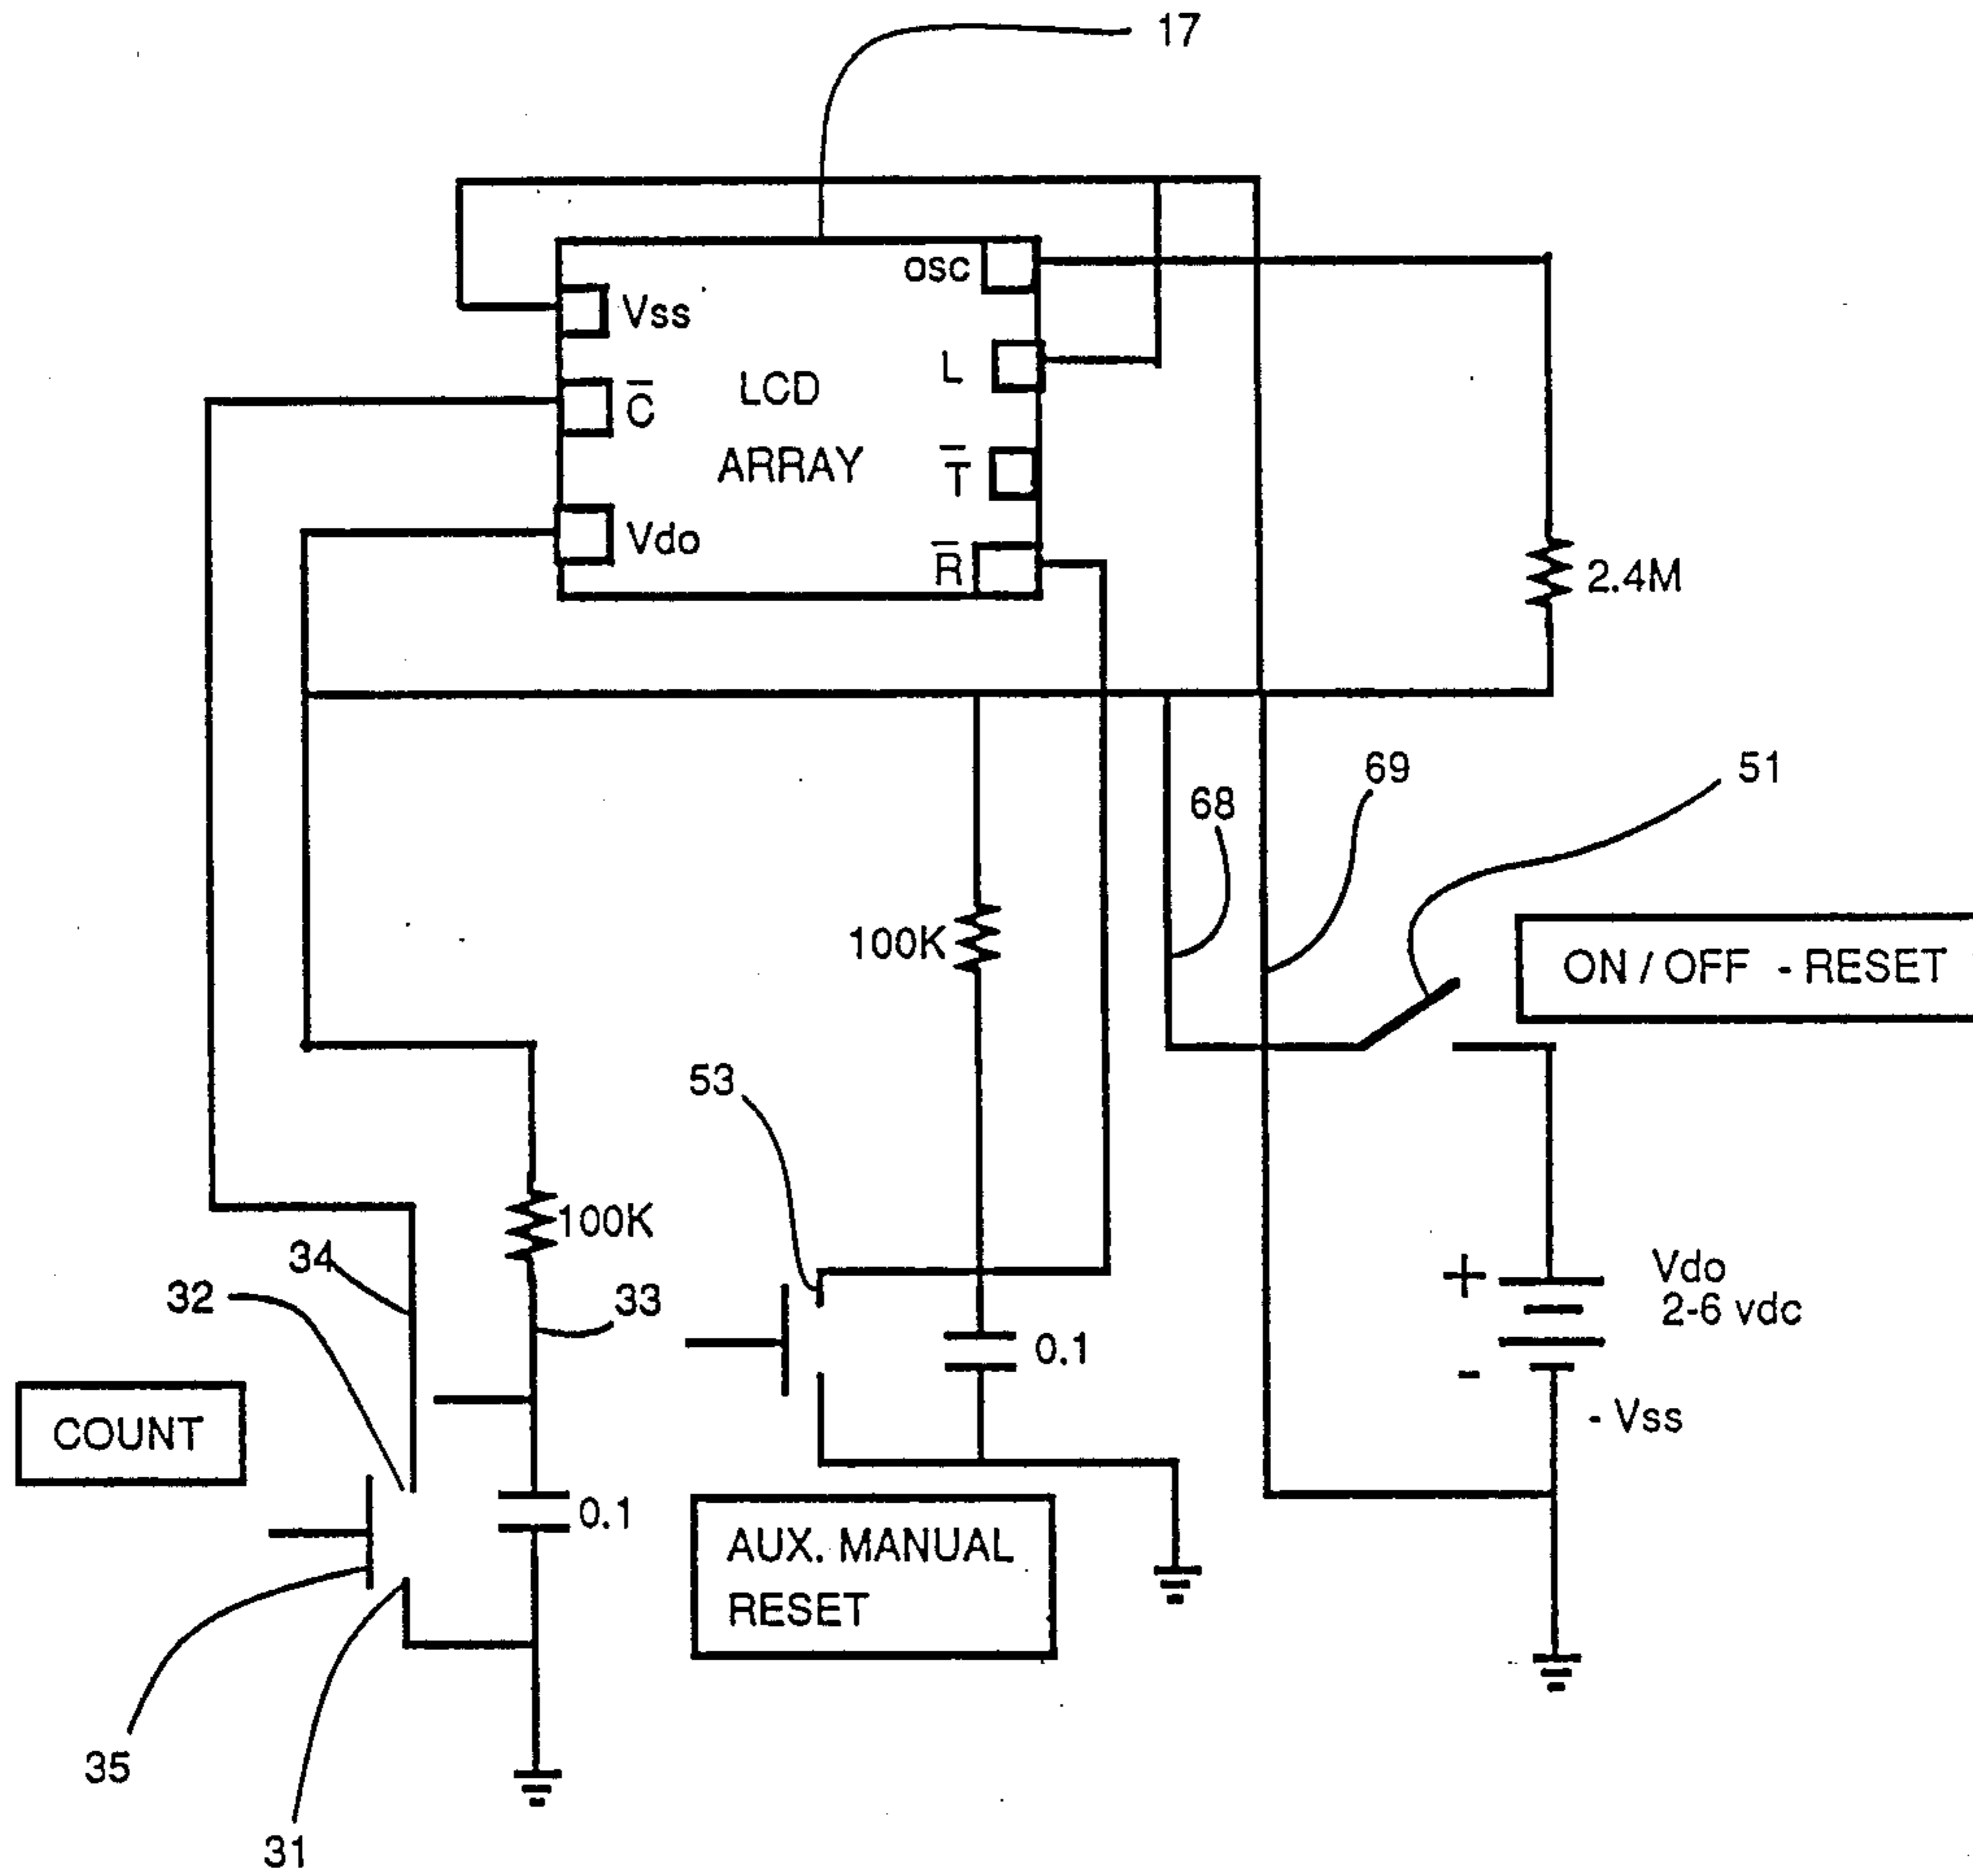 17
osc
Vss
L
LCD
C̅
ARRAY
T̅
Vdo
R̅
2.4M
69
51
68
100K
ON / OFF - RESET
53
100K
34
32
33
+
Vdo
2-6 vdc
0.1
-
- Vss
COUNT
0.1
AUX. MANUAL
RESET
35
31